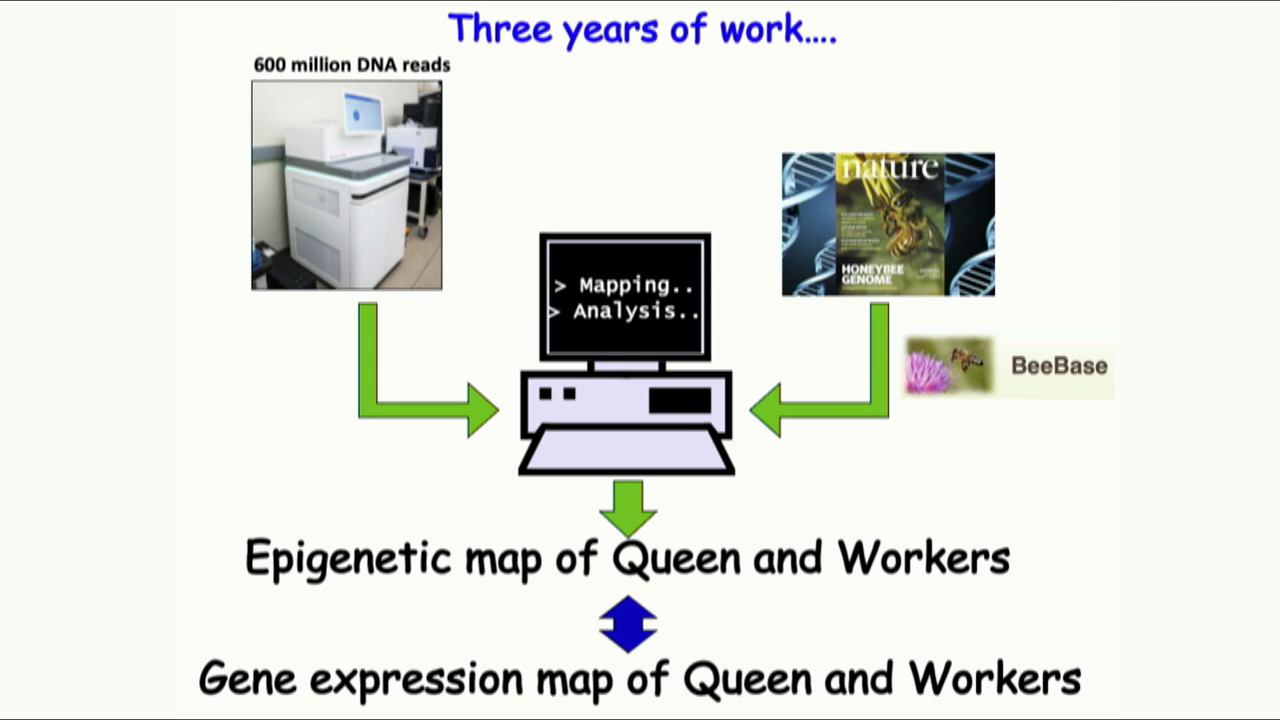 Three years of work....
600 million DNA reads
nature
HONEYBEE
GENOME
> Mapping..
> Analysis..
BeeBase
Epigenetic map of Queen and Workers
Gene expression map of Queen and Workers